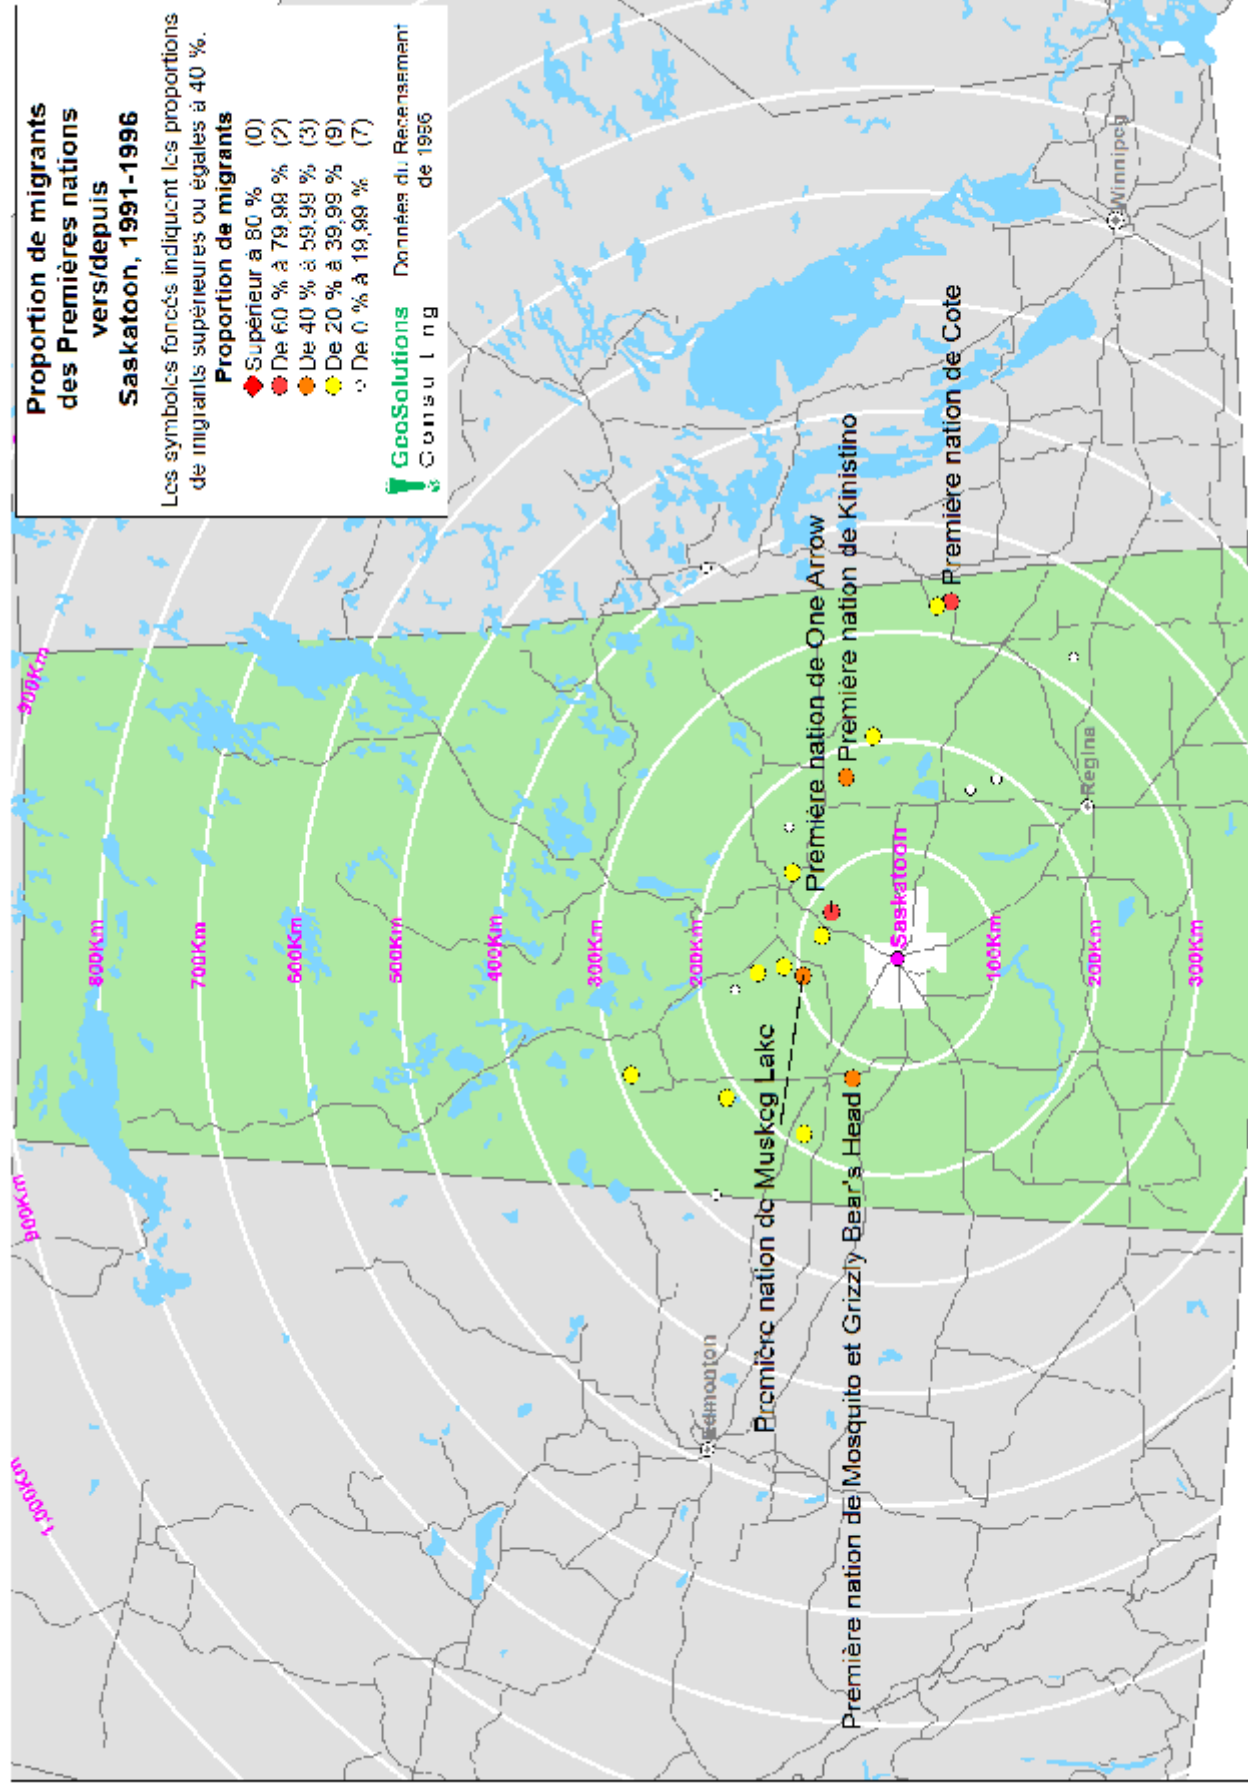 Proportion de migrants
des Premières nations
vers/depuis
Saskatoon, 1991-1996
Les symboles foncés indiquent les proportions
de migrants supérieures ou égales à 40 %.
Proportion de migrants
Supérieur à 80 % (0)
De 60 % à 79,99 % (2)
De 40 % à 59,99 % (3)
De 20 % à 39,99 % (9)
De 0 % à 19,99 % (7)
GeoSolutions
Consulting
Données du Recensement
de 1996
1,000Km
900Km
900Km
800Km
700Km
600Km
500Km
400Km
300Km
200Km
100Km
200Km
300Km
Edmonton
Saskatoon
Regina
Winnipeg
Première nation de Muskeg Lake
Première nation de Mosquito et Grizzly Bear's Head
Première nation de One Arrow
Première nation de Kinistino
Première nation de Cote